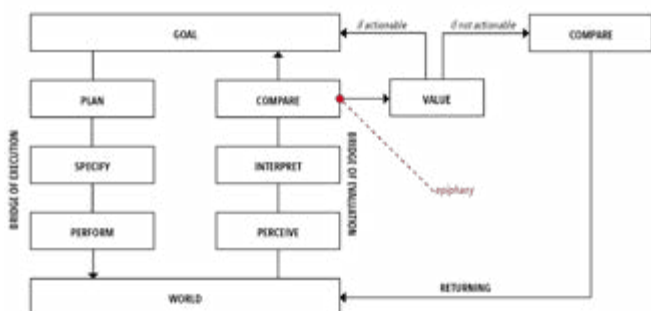 GOAL
if actionable
if not actionable
COMPARE
PLAN
COMPARE
VALUE
BRIDGE OF EXECUTION
SPECIFY
INTERPRET
BRIDGE OF EVALUATION
epiphany
PERFORM
PERCEIVE
WORLD
RETURNING